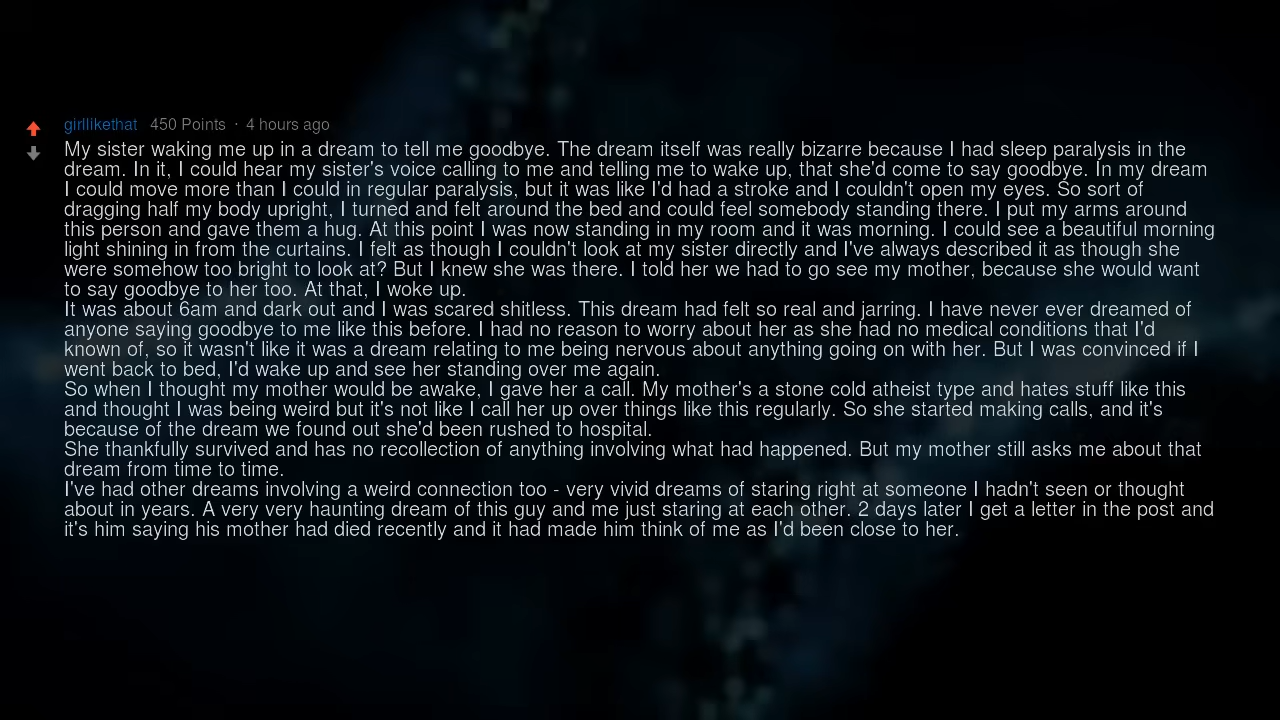 girllikethat 450 Points · 4 hours ago
My sister waking me up in a dream to tell me goodbye. The dream itself was really bizarre because I had sleep paralysis in the
dream. In it, I could hear my sister's voice calling to me and telling me to wake up, that she'd come to say goodbye. In my dream
I could move more than I could in regular paralysis, but it was like I'd had a stroke and I couldn't open my eyes. So sort of
dragging half my body upright, I turned and felt around the bed and could feel somebody standing there. I put my arms around
this person and gave them a hug. At this point I was now standing in my room and it was morning. I could see a beautiful morning
light shining in from the curtains. I felt as though I couldn't look at my sister directly and I've always described it as though she
were somehow too bright to look at? But I knew she was there. I told her we had to go see my mother, because she would want
to say goodbye to her too. At that, I woke up.
It was about 6am and dark out and I was scared shitless. This dream had felt so real and jarring. I have never ever dreamed of
anyone saying goodbye to me like this before. I had no reason to worry about her as she had no medical conditions that I'd
known of, so it wasn't like it was a dream relating to me being nervous about anything going on with her. But I was convinced if I
went back to bed, I'd wake up and see her standing over me again.
So when I thought my mother would be awake, I gave her a call. My mother's a stone cold atheist type and hates stuff like this
and thought I was being weird but it's not like I call her up over things like this regularly. So she started making calls, and it's
because of the dream we found out she'd been rushed to hospital.
She thankfully survived and has no recollection of anything involving what had happened. But my mother still asks me about that
dream from time to time.
I've had other dreams involving a weird connection too - very vivid dreams of staring right at someone I hadn't seen or thought
about in years. A very very haunting dream of this guy and me just staring at each other. 2 days later I get a letter in the post and
it's him saying his mother had died recently and it had made him think of me as I'd been close to her.